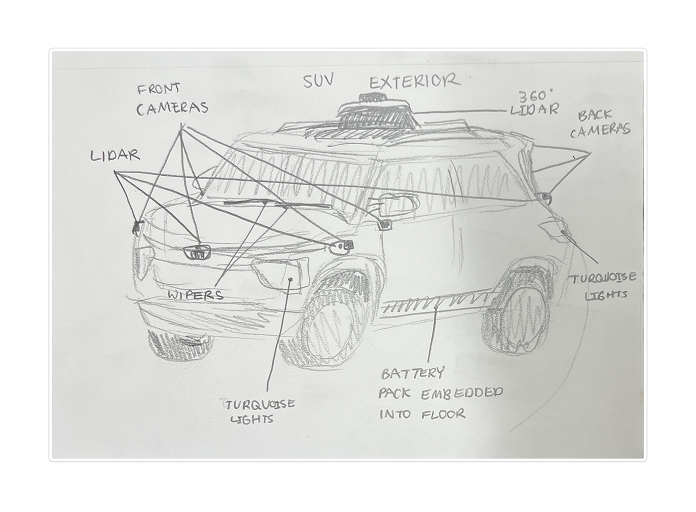 SUV EXTERIOR
FRONT
CAMERAS
360°
LIDAR
BACK
CAMERAS
LIDAR
WIPERS
TURQUOISE
LIGHTS
TURQUOISE
LIGHTS
BATTERY
PACK EMBEDDED
INTO FLOOR